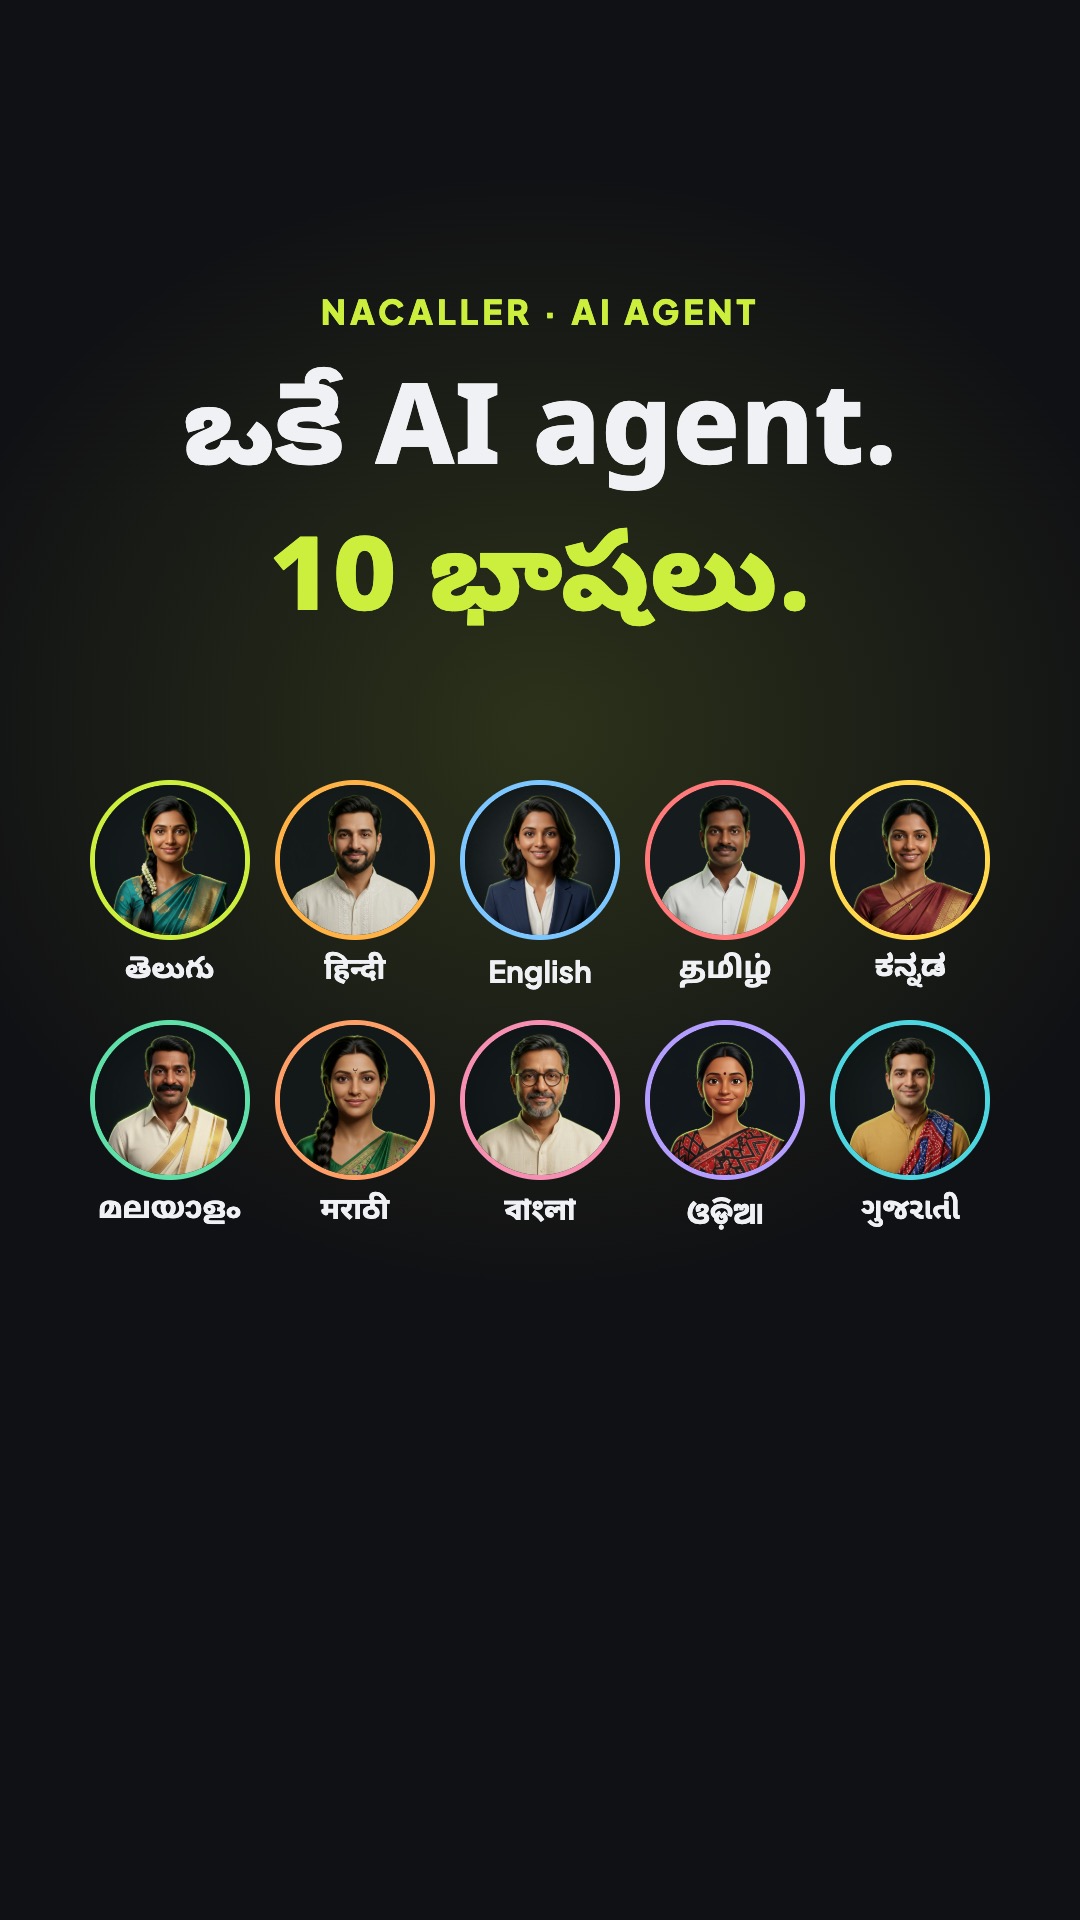 NACALLER · AI AGENT
ఒకే AI agent.
10 భాషలు.
తెలుగు हिन्दी English தமிழ் ಕನ್ನಡ
മലയാളം मराठी বাংলা ଓଡ଼ିଆ ગુજરાતી